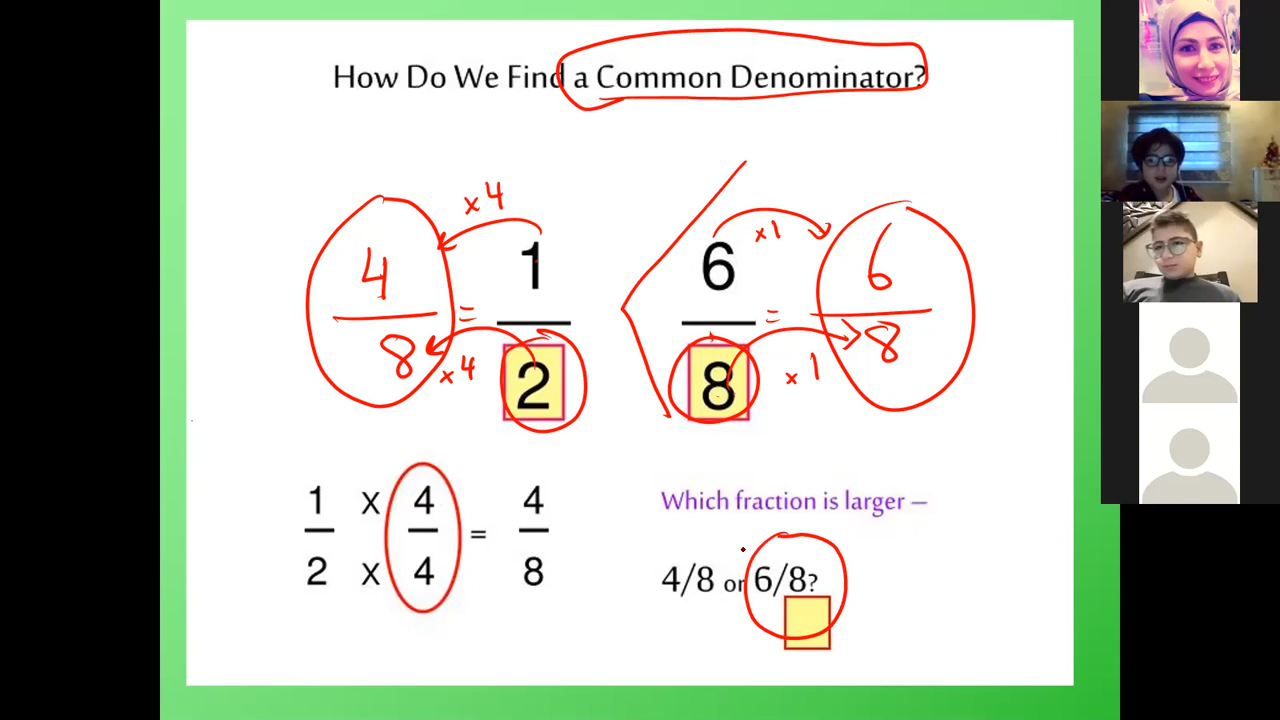 How Do We Find a Common Denominator?
x4
x1
4/8 = 1/2
6/8 = 6/8
x4
x1
1/2 x x 4/4 = 4/8
Which fraction is larger –
4/8 or 6/8?